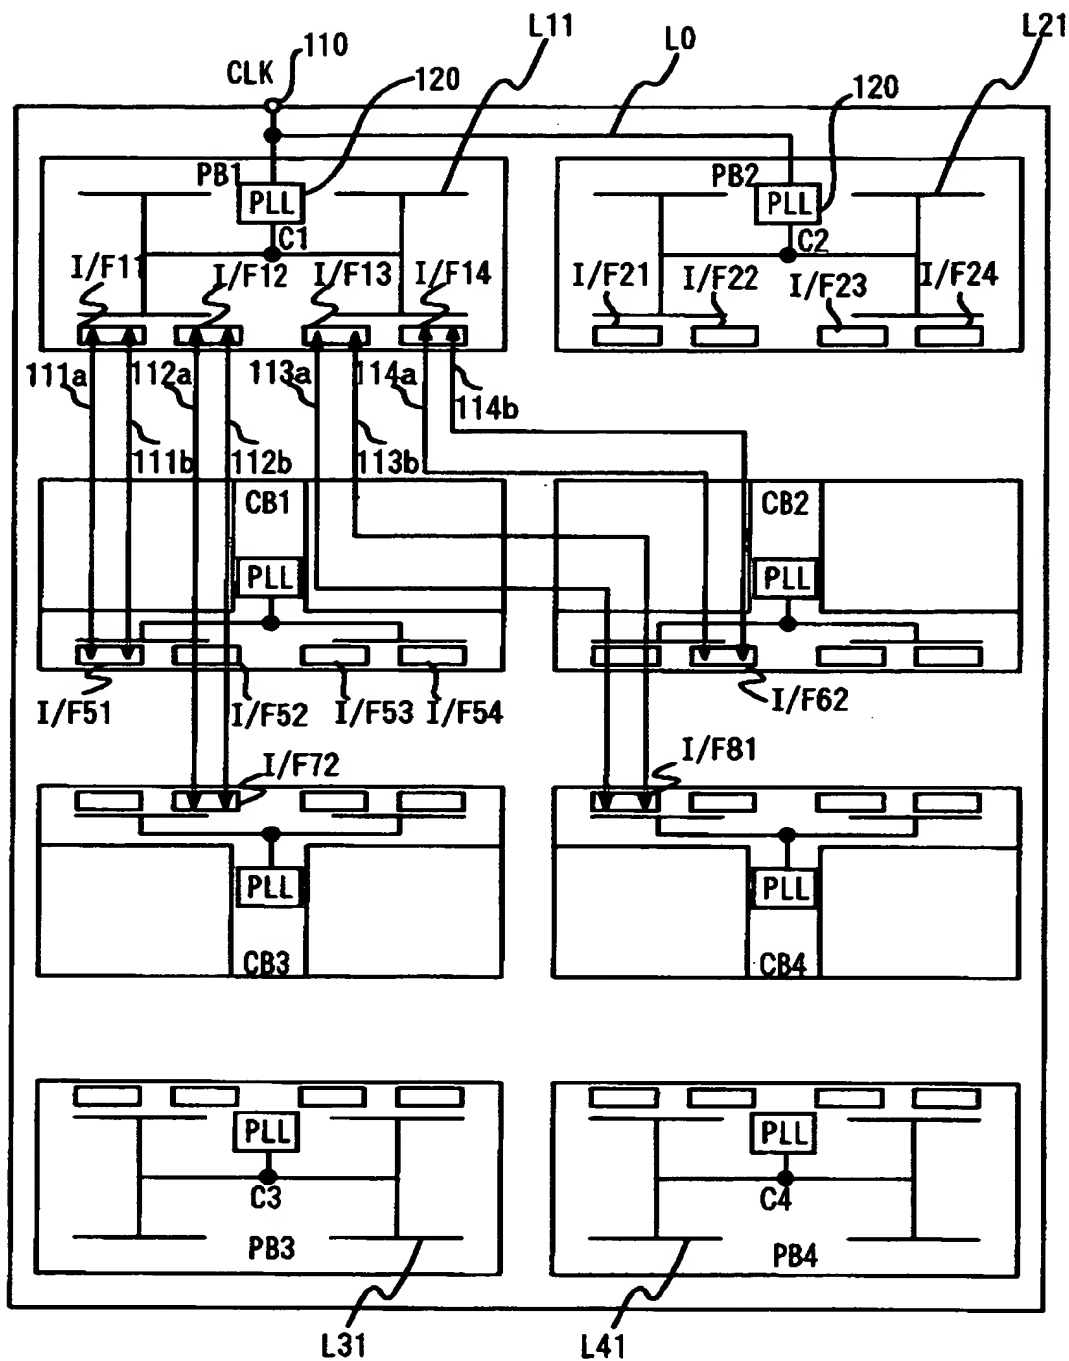 L11
L0
L21
110
CLK
120
120
PB1
PLL
PB2
PLL
C1
C2
I/F11
I/F12
I/F13
I/F14
I/F21
I/F22
I/F23
I/F24
111a
112a
113a
114a
114b
111b
112b
113b
CB1
CB2
PLL
PLL
I/F51
I/F52
I/F53
I/F54
I/F62
I/F72
I/F81
PLL
PLL
CB3
CB4
PLL
PLL
C3
C4
PB3
PB4
L31
L41